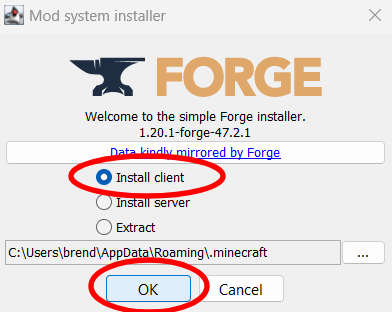 Mod system installer
FORGE
Welcome to the simple Forge installer.
1.20.1-forge-47.2.1
Data kindly mirrored by Forge
Install client
Install server
Extract
C:\Users\brend\AppData\Roaming\.minecraft
...
OK
Cancel